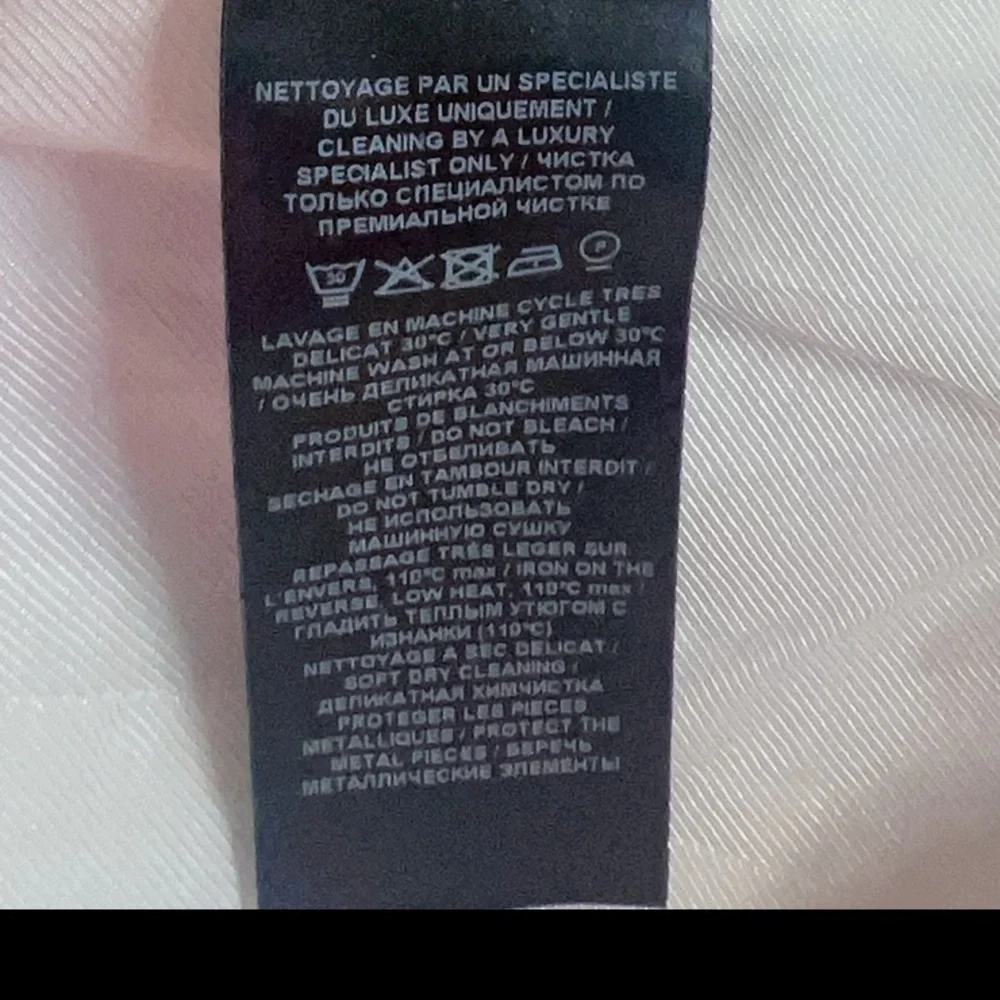 NETTOYAGE PAR UN SPECIALISTE
DU LUXE UNIQUEMENT /
CLEANING BY A LUXURY
SPECIALIST ONLY / ЧИСТКА
ТОЛЬКО СПЕЦИАЛИСТОМ ПО
ПРЕМИАЛЬНОЙ ЧИСТКЕ
30 P
LAVAGE EN MACHINE CYCLE TRES
DELICAT 30°C / VERY GENTLE
MACHINE WASH AT OR BELOW 30°C
/ ОЧЕНЬ ДЕЛИКАТНАЯ МАШИННАЯ
СТИРКА 30°C
PRODUITS DE BLANCHIMENTS
INTERDITS / DO NOT BLEACH /
НЕ ОТБЕЛИВАТЬ
SECHAGE EN TAMBOUR INTERDIT /
DO NOT TUMBLE DRY /
НЕ ИСПОЛЬЗОВАТЬ
МАШИННУЮ СУШКУ
REPASSAGE TRÉS LEGER SUR
L'ENVERS, 110°C max / IRON ON THE
REVERSE, LOW HEAT, 110°C max /
ГЛАДИТЬ ТЕПЛЫМ УТЮГОМ С
ИЗНАНКИ (110°C)
NETTOYAGE A SEC DELICAT /
SOFT DRY CLEANING /
ДЕЛИКАТНАЯ ХИМЧИСТКА
PROTEGER LES PIECES
METALLIQUES / PROTECT THE
METAL PIECES / БЕРЕЧЬ
МЕТАЛЛИЧЕСКИЕ ЭЛЕМЕНТЫ